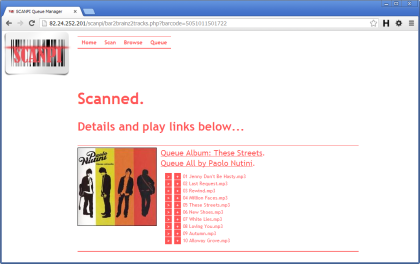 SCANPI: Queue Manager
82.24.252.201/scanpi/bar2brainz2tracks.php?barcode=5051011501722
SCANPI
Home Scan Browse Queue
Scanned.
Details and play links below...
Paolo Nutini
Queue Album: These Streets.
Queue All by Paolo Nutini.
01 Jenny Don't Be Hasty.mp3
02 Last Request.mp3
03 Rewind.mp3
04 Million Faces.mp3
05 These Streets.mp3
06 New Shoes.mp3
07 White Lies.mp3
08 Loving You.mp3
09 Autumn.mp3
10 Alloway Grove.mp3